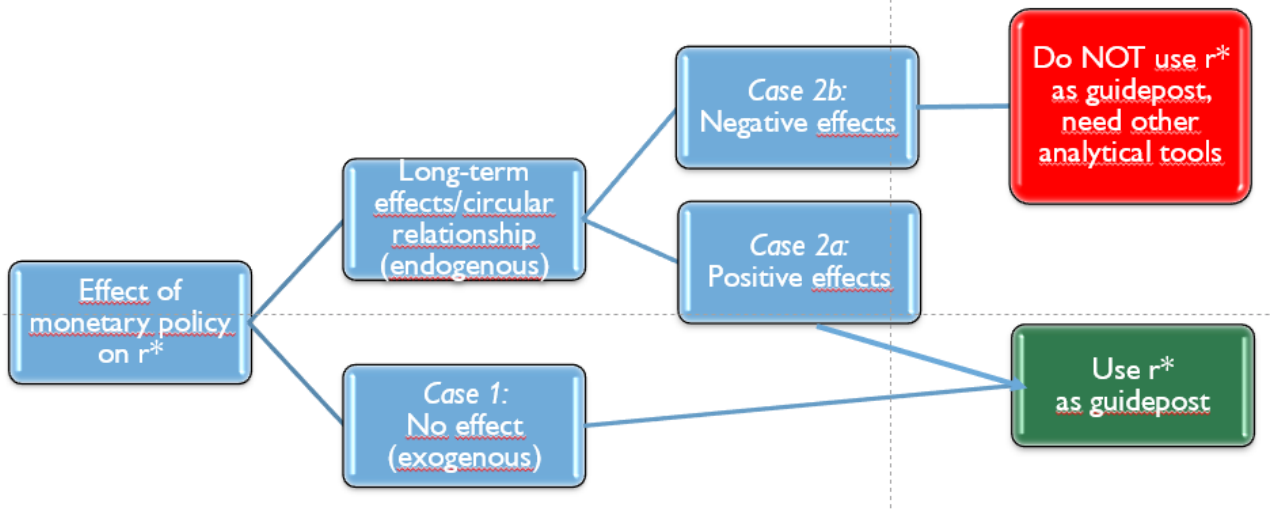 Effect of
monetary policy
on r*
Long-term
effects/circular
relationship
(endogenous)
Case 1:
No effect
(exogenous)
Case 2b:
Negative effects
Case 2a:
Positive effects
Do NOT use r*
as guidepost,
need other
analytical tools
Use r*
as guidepost